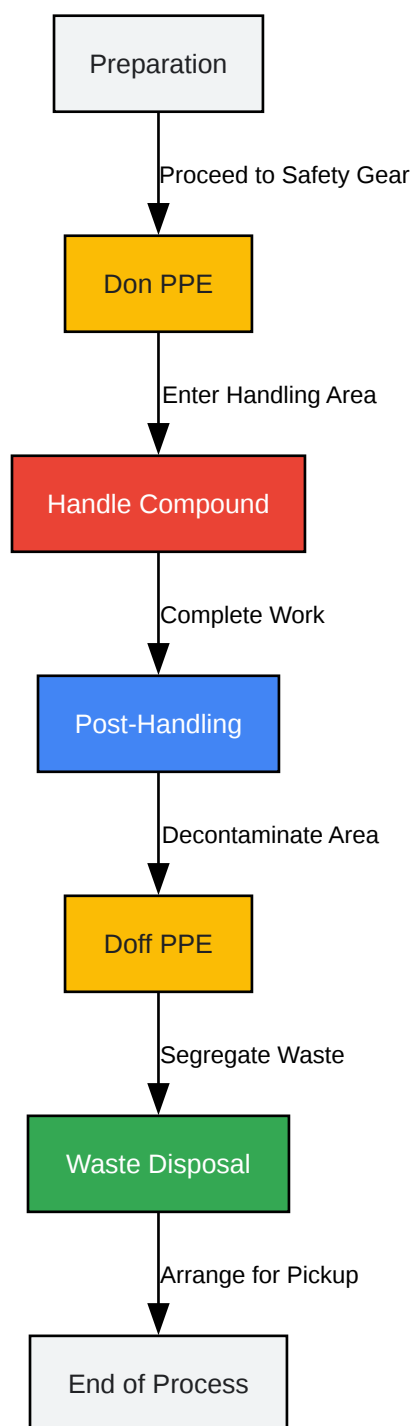 Preparation
Proceed to Safety Gear
Don PPE
Enter Handling Area
Handle Compound
Complete Work
Post-Handling
Decontaminate Area
Doff PPE
Segregate Waste
Waste Disposal
Arrange for Pickup
End of Process